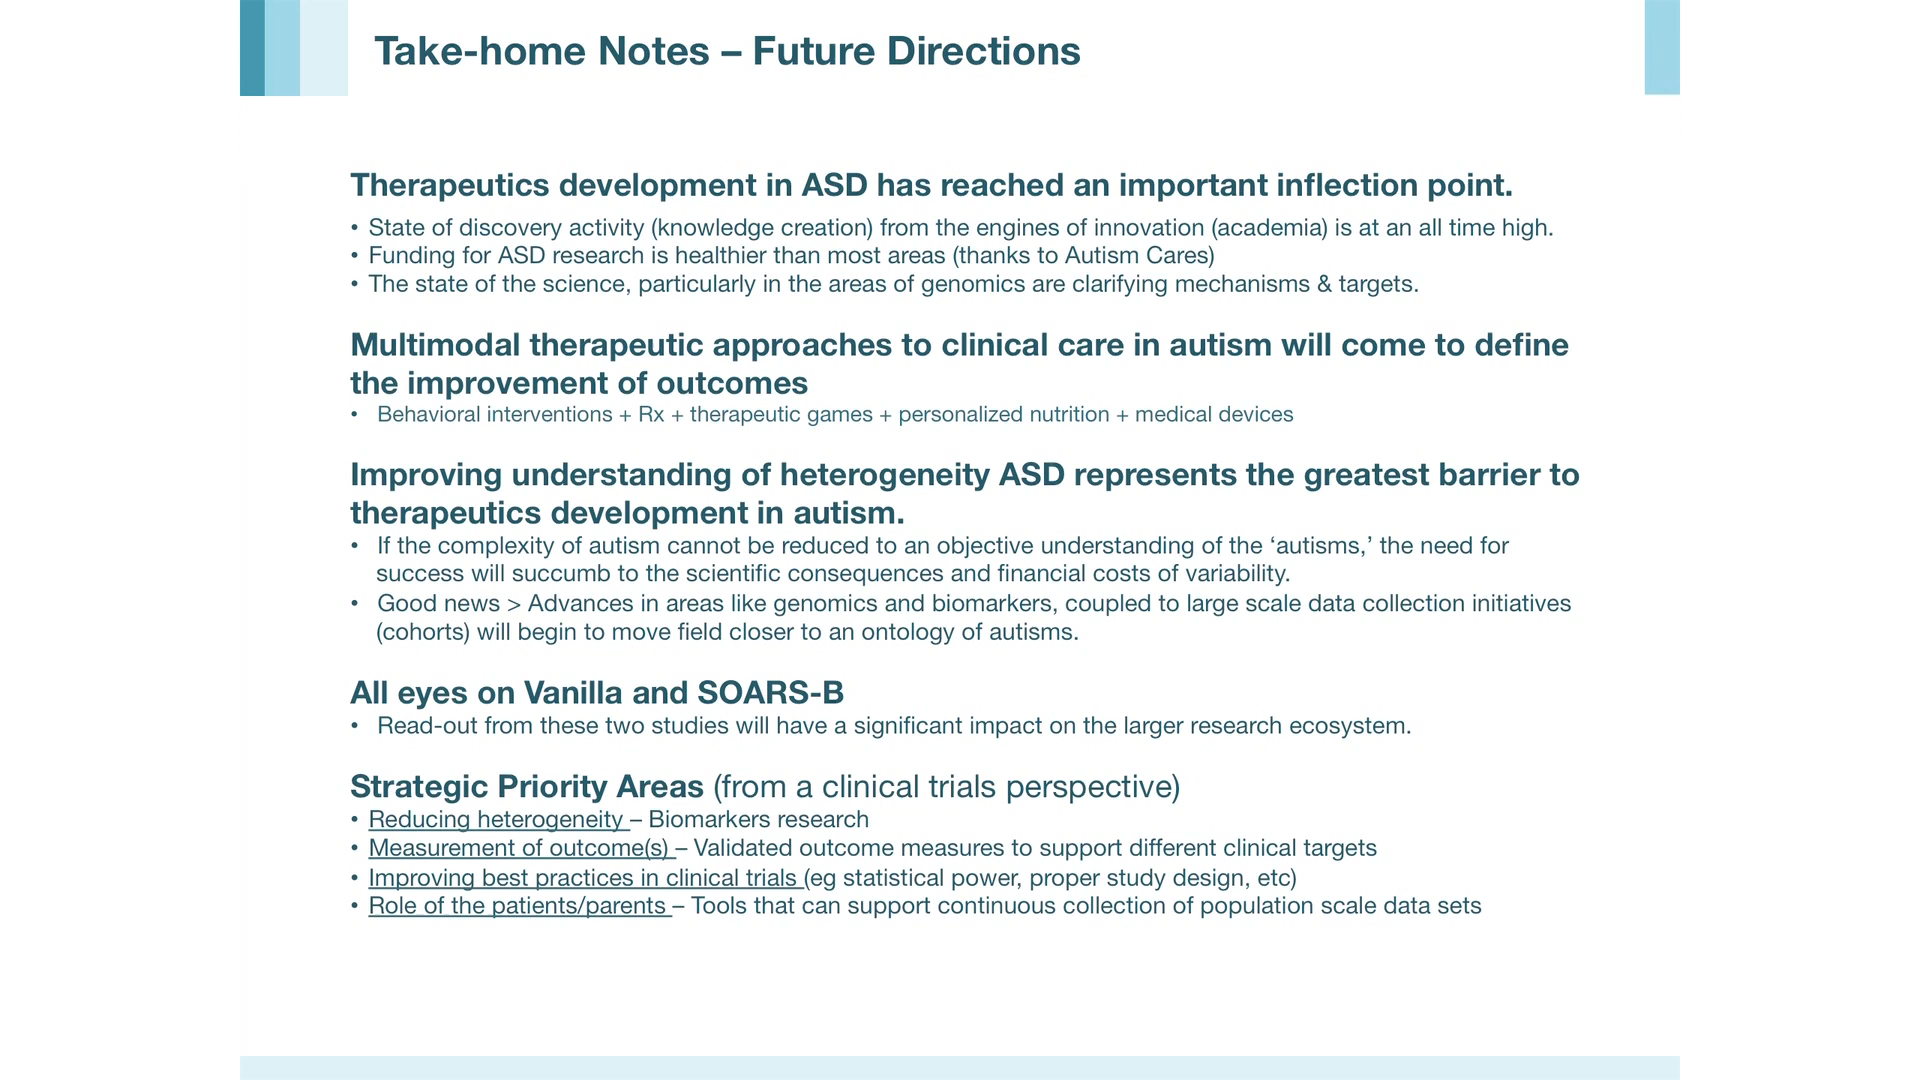 Take-home Notes – Future Directions
Therapeutics development in ASD has reached an important inflection point.
• State of discovery activity (knowledge creation) from the engines of innovation (academia) is at an all time high.
• Funding for ASD research is healthier than most areas (thanks to Autism Cares)
• The state of the science, particularly in the areas of genomics are clarifying mechanisms & targets.
Multimodal therapeutic approaches to clinical care in autism will come to define
the improvement of outcomes
• Behavioral interventions + Rx + therapeutic games + personalized nutrition + medical devices
Improving understanding of heterogeneity ASD represents the greatest barrier to
therapeutics development in autism.
• If the complexity of autism cannot be reduced to an objective understanding of the ‘autisms,’ the need for
success will succumb to the scientific consequences and financial costs of variability.
• Good news > Advances in areas like genomics and biomarkers, coupled to large scale data collection initiatives
(cohorts) will begin to move field closer to an ontology of autisms.
All eyes on Vanilla and SOARS-B
• Read-out from these two studies will have a significant impact on the larger research ecosystem.
Strategic Priority Areas (from a clinical trials perspective)
• Reducing heterogeneity – Biomarkers research
• Measurement of outcome(s) – Validated outcome measures to support different clinical targets
• Improving best practices in clinical trials (eg statistical power, proper study design, etc)
• Role of the patients/parents – Tools that can support continuous collection of population scale data sets